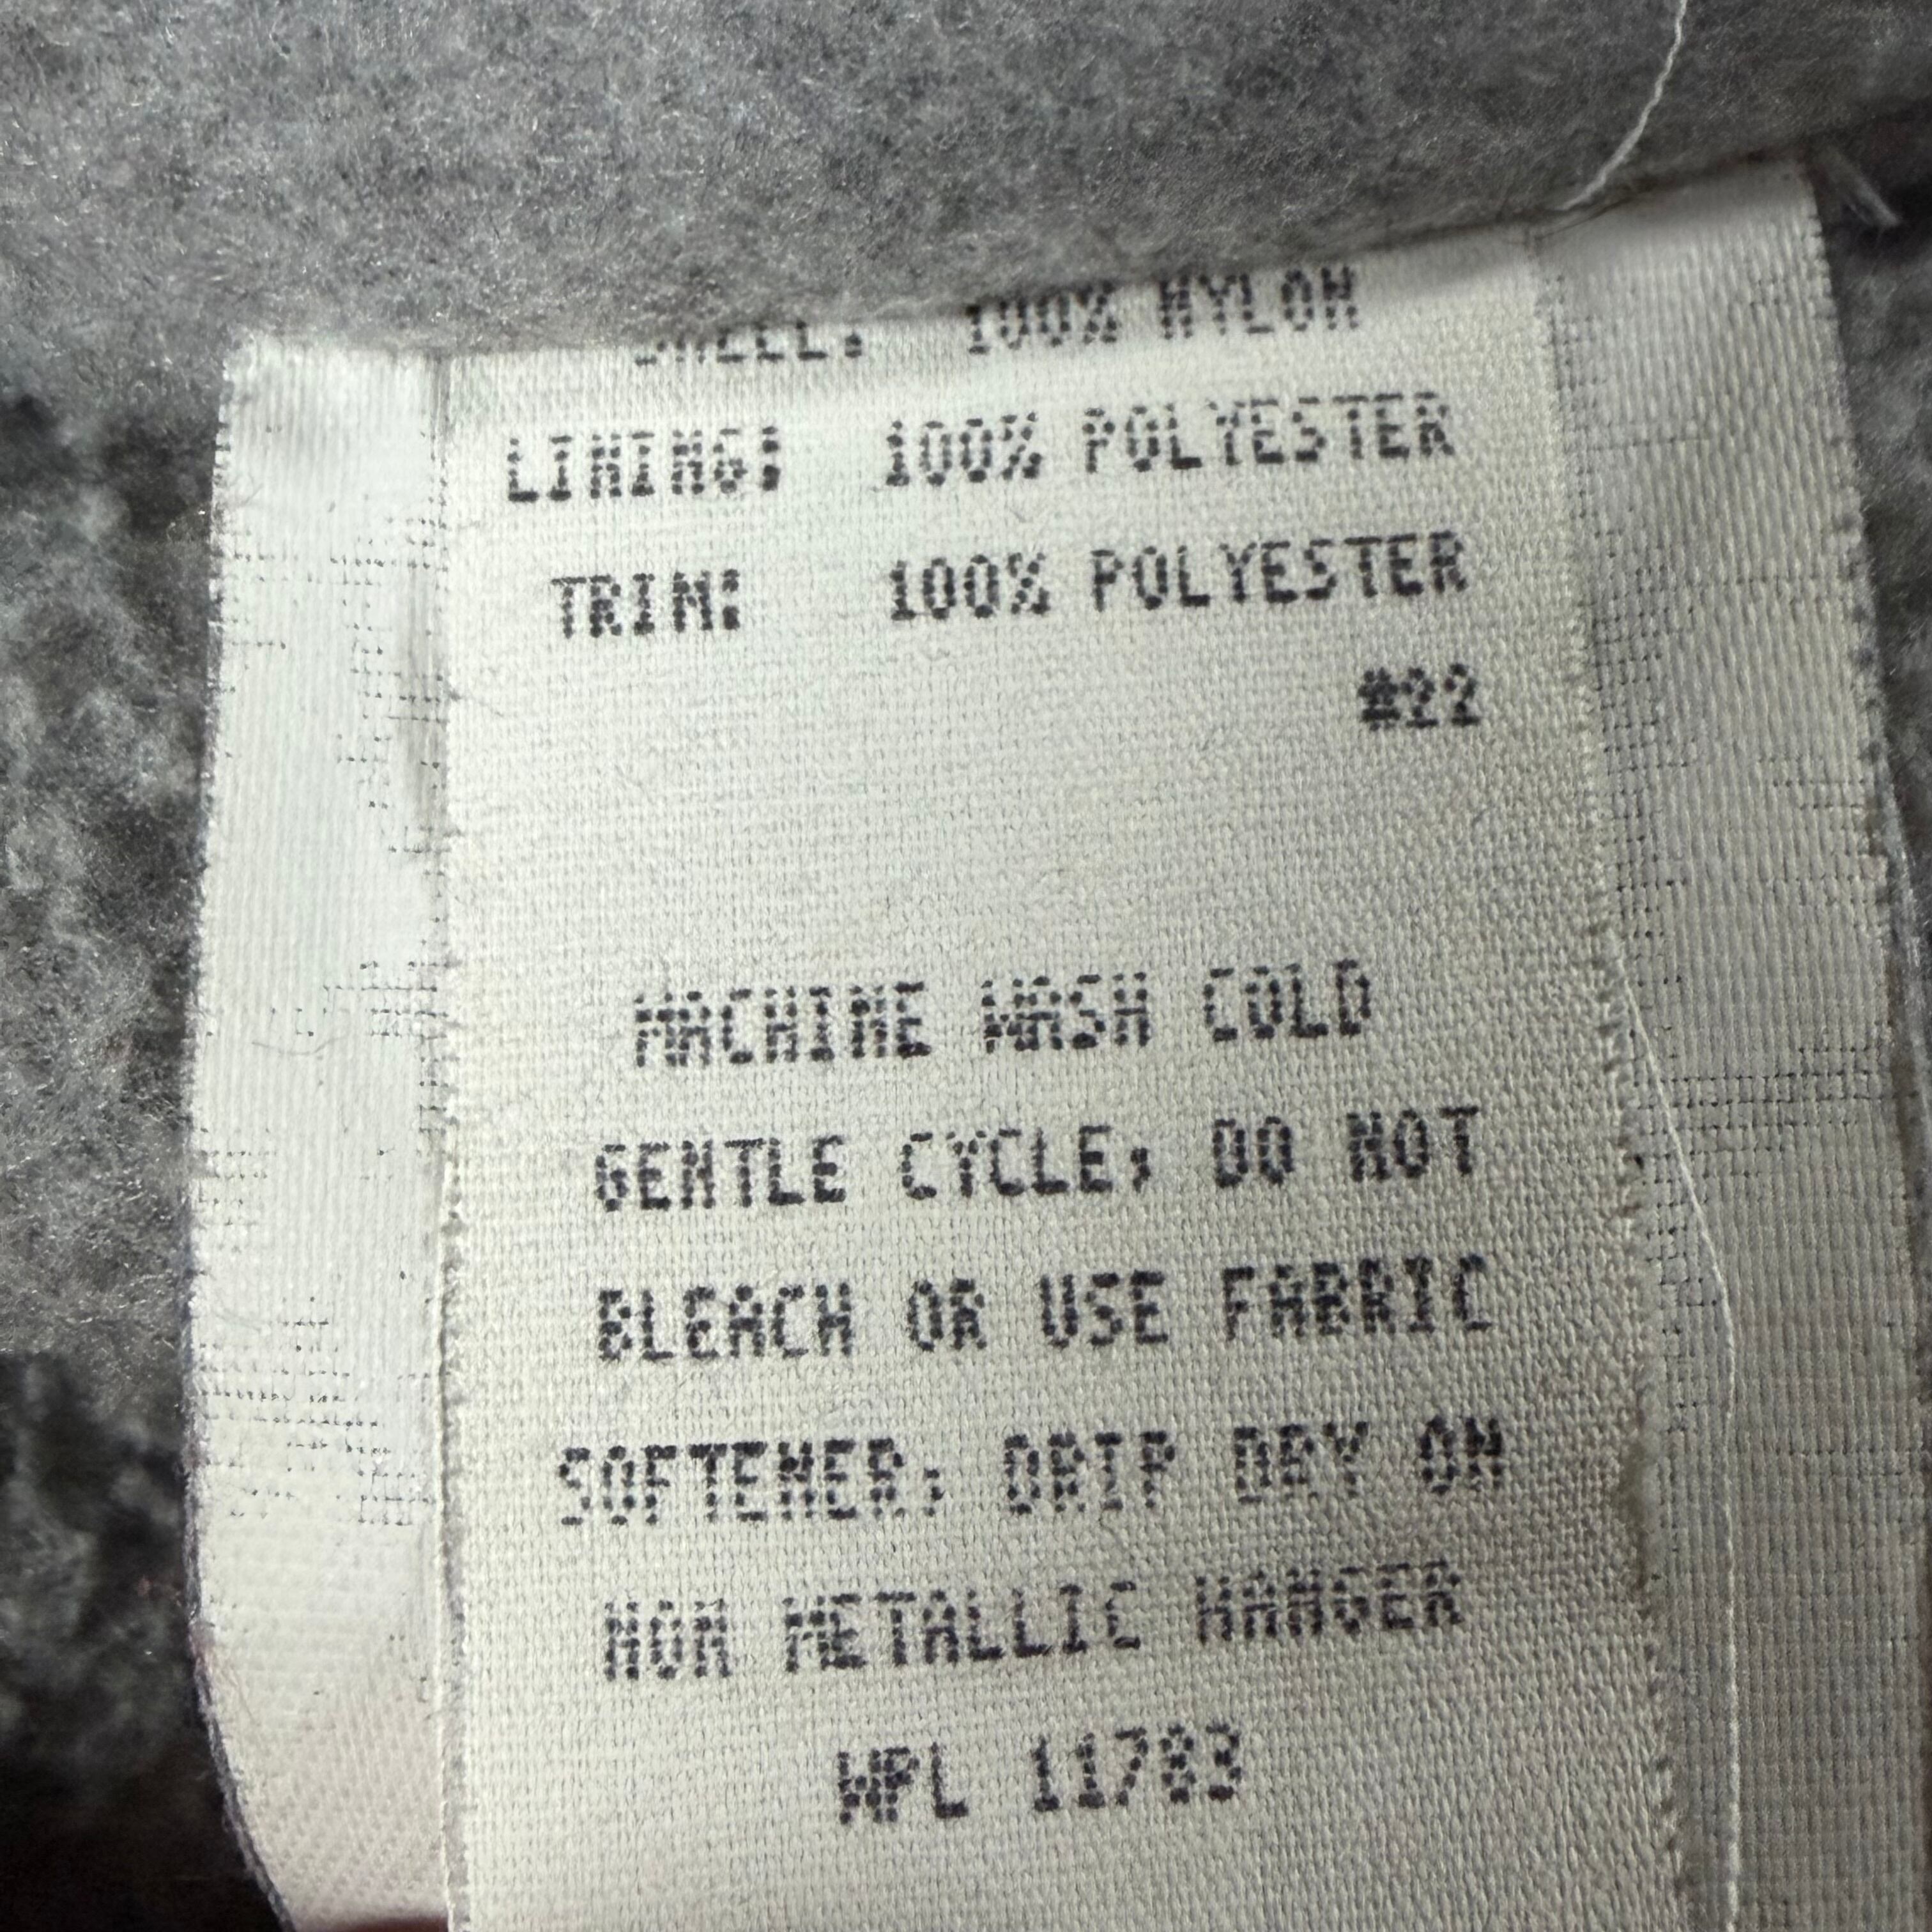 SHELL: 100% NYLON
LINING: 100% POLYESTER
TRIM: 100% POLYESTER
#22
MACHINE WASH COLD
GENTLE CYCLE; DO NOT
BLEACH OR USE FABRIC
SOFTENER; DRIP DRY ON
NON METALLIC HANGER
WPL 11783